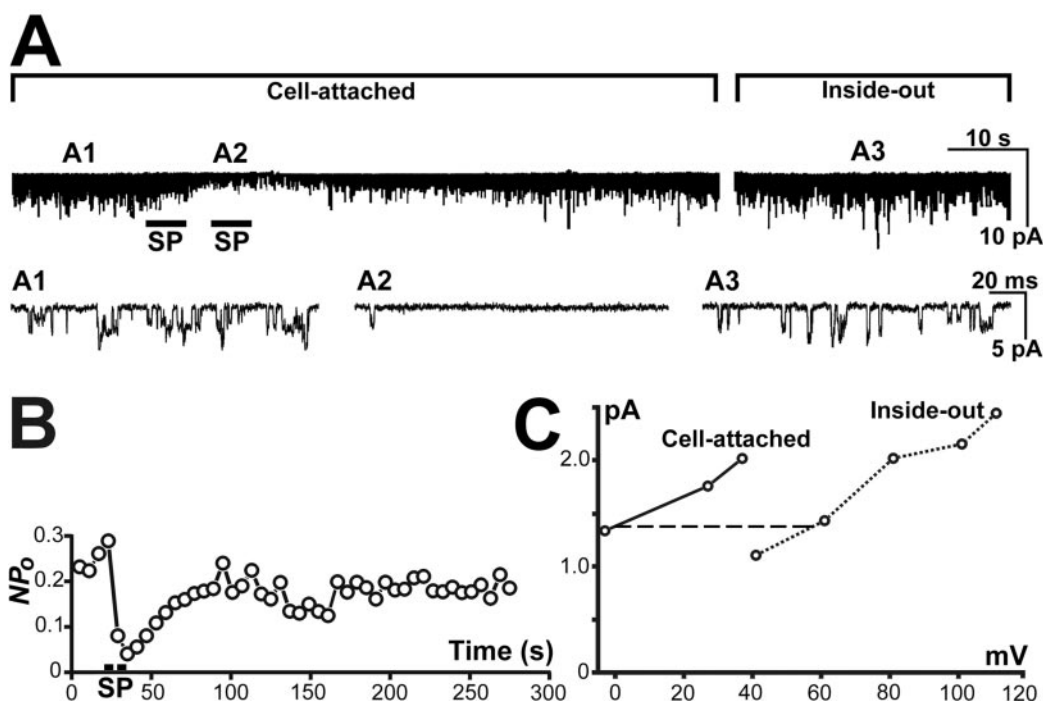 A
Cell-attached Inside-out
A1 A2 A3 10 s
SP SP 10 pA
A1 A2 A3 20 ms
5 pA
B C pA Inside-out
Cell-attached
2.0
0.3
NPO
0.2 1.0
0.1
Time (s) mV
0 0
SP
0 50 100 150 200 250 300 0 20 40 60 80 100 120